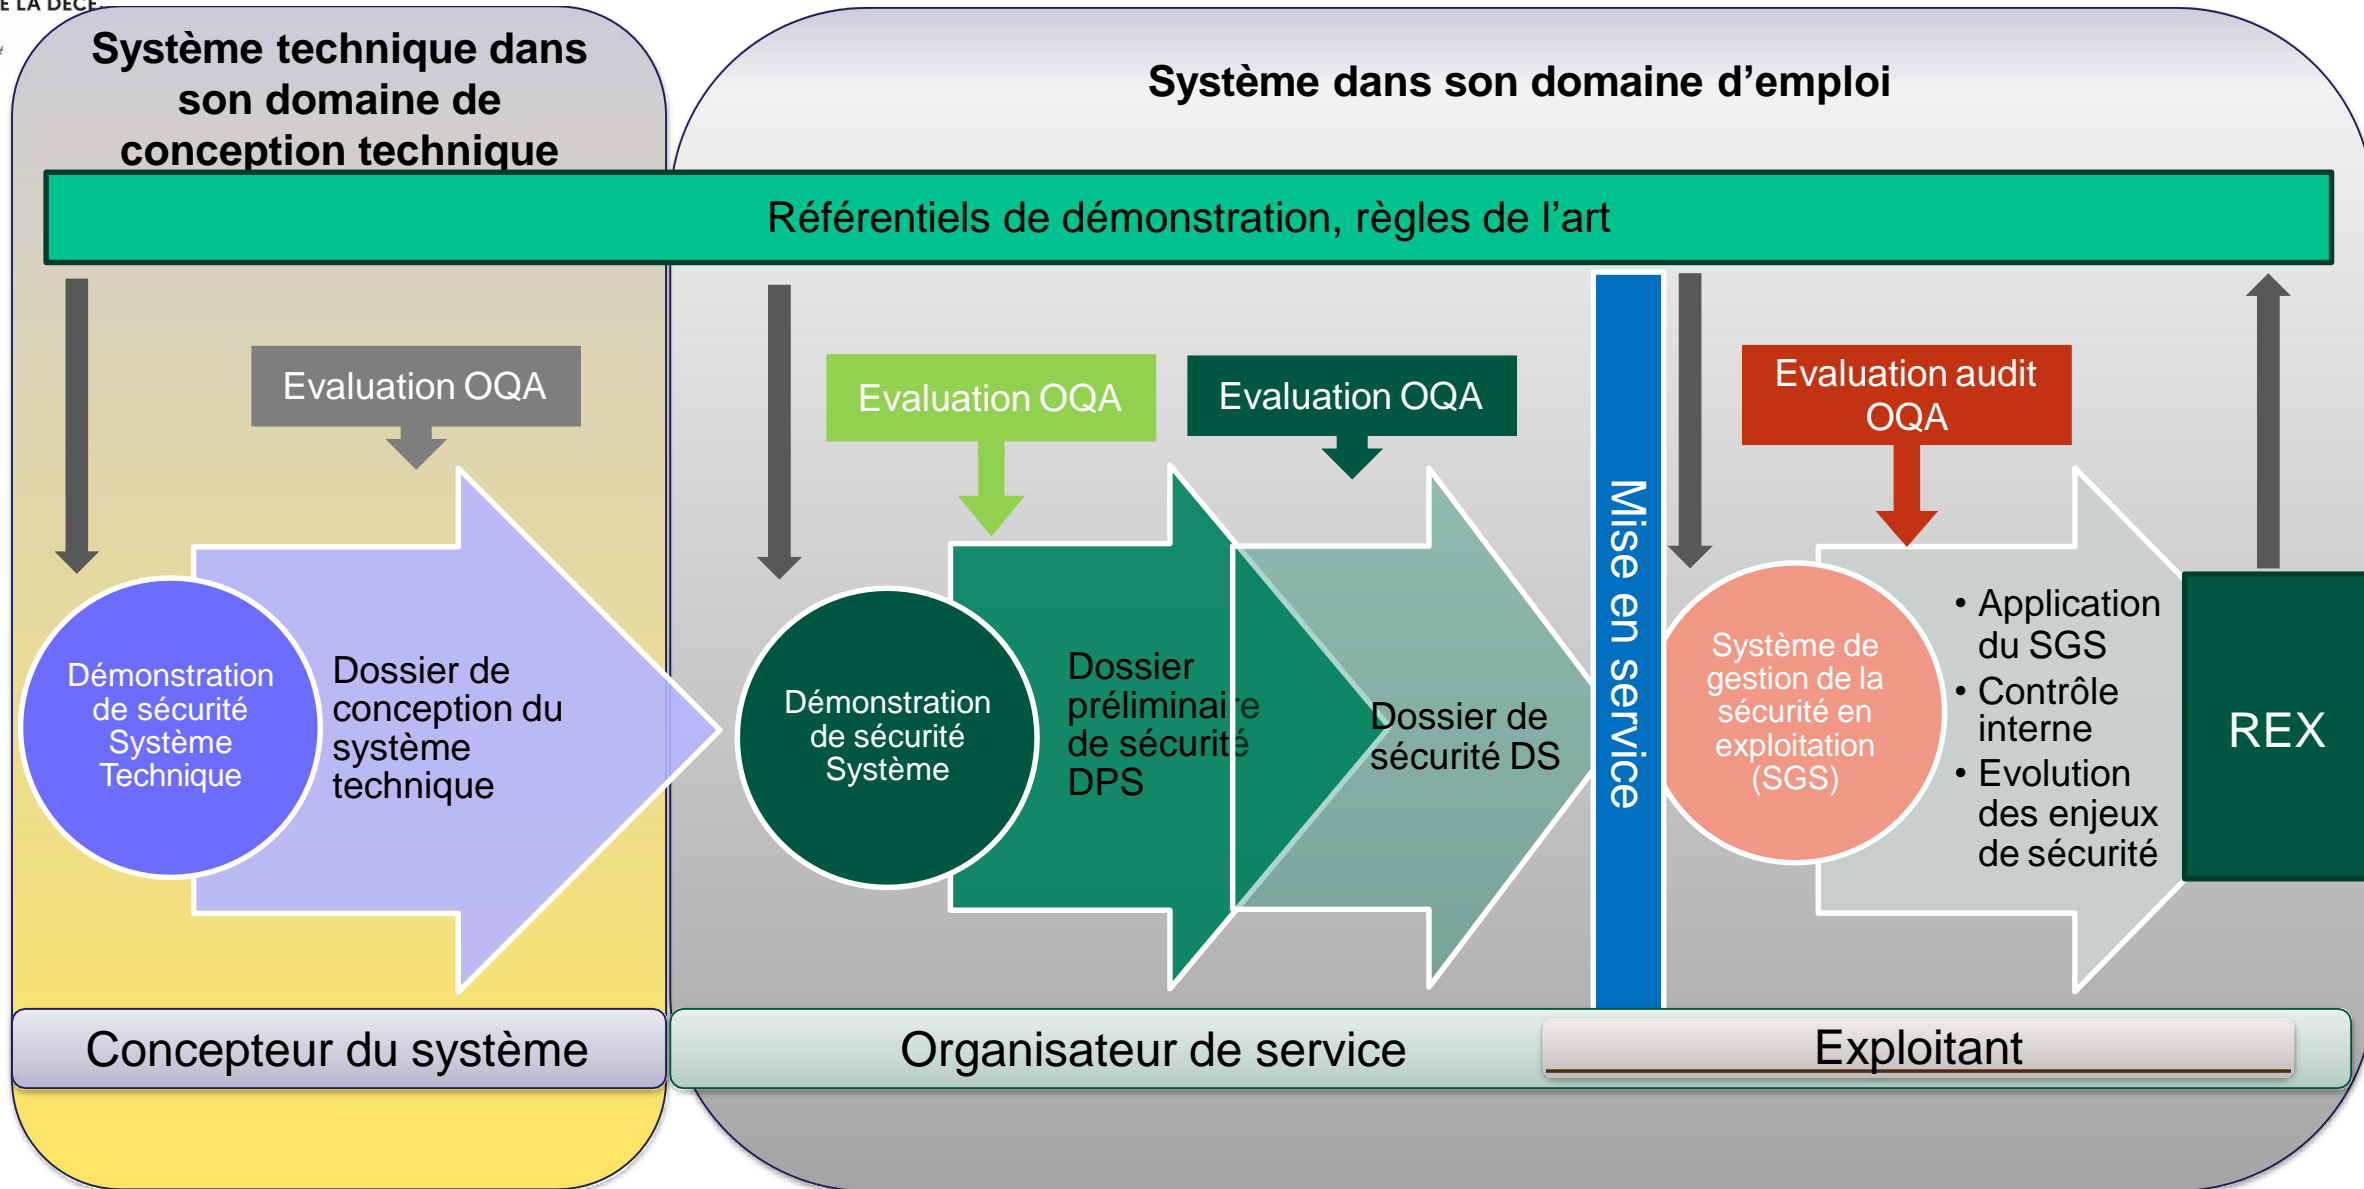 E LA DÉCE
Système technique dans
son domaine de
conception technique
Système dans son domaine d’emploi
Référentiels de démonstration, règles de l’art
Evaluation OQA
Evaluation OQA
Evaluation OQA
Evaluation audit
OQA
Démonstration
de sécurité
Système
Technique
Dossier de
conception du
système
technique
Démonstration
de sécurité
Système
Dossier
préliminaire
de sécurité
DPS
Dossier de
sécurité DS
Mise en service
Système de
gestion de la
sécurité en
exploitation
(SGS)
• Application
du SGS
• Contrôle
interne
• Evolution
des enjeux
de sécurité
REX
Concepteur du système
Organisateur de service
Exploitant